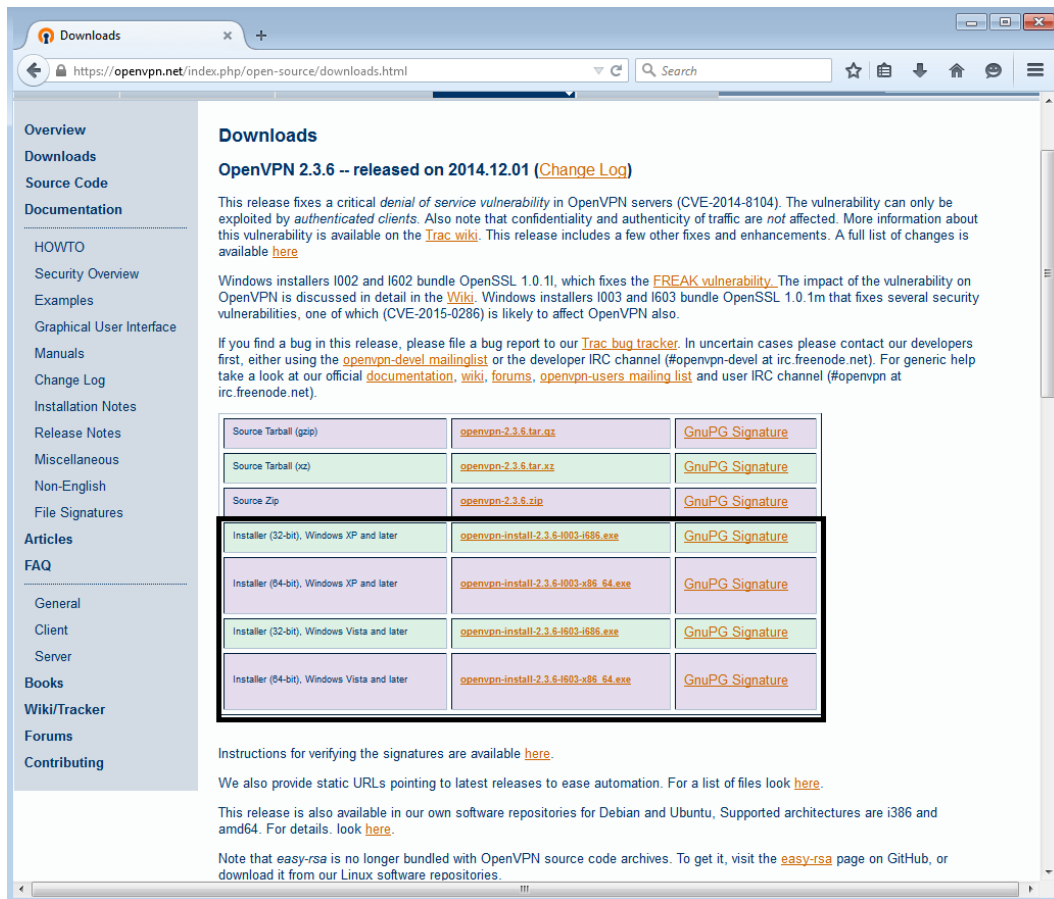 Downloads
https://openvpn.net/index.php/open-source/downloads.html
Search
Overview
Downloads
Source Code
Documentation
HOWTO
Security Overview
Examples
Graphical User Interface
Manuals
Change Log
Installation Notes
Release Notes
Miscellaneous
Non-English
File Signatures
Articles
FAQ
General
Client
Server
Books
Wiki/Tracker
Forums
Contributing
Downloads
OpenVPN 2.3.6 -- released on 2014.12.01 (Change Log)
This release fixes a critical denial of service vulnerability in OpenVPN servers (CVE-2014-8104). The vulnerability can only be
exploited by authenticated clients. Also note that confidentiality and authenticity of traffic are not affected. More information about
this vulnerability is available on the Trac wiki. This release includes a few other fixes and enhancements. A full list of changes is
available here
Windows installers I002 and I602 bundle OpenSSL 1.0.1l, which fixes the FREAK vulnerability. The impact of the vulnerability on
OpenVPN is discussed in detail in the Wiki. Windows installers I003 and I603 bundle OpenSSL 1.0.1m that fixes several security
vulnerabilities, one of which (CVE-2015-0286) is likely to affect OpenVPN also.
If you find a bug in this release, please file a bug report to our Trac bug tracker. In uncertain cases please contact our developers
first, either using the openvpn-devel mailinglist or the developer IRC channel (#openvpn-devel at irc.freenode.net). For generic help
take a look at our official documentation, wiki, forums, openvpn-users mailing list and user IRC channel (#openvpn at
irc.freenode.net).
Source Tarball (gzip) openvpn-2.3.6.tar.gz GnuPG Signature
Source Tarball (xz) openvpn-2.3.6.tar.xz GnuPG Signature
Source Zip openvpn-2.3.6.zip GnuPG Signature
Installer (32-bit), Windows XP and later openvpn-install-2.3.6-I003-i686.exe GnuPG Signature
Installer (64-bit), Windows XP and later openvpn-install-2.3.6-I003-x86_64.exe GnuPG Signature
Installer (32-bit), Windows Vista and later openvpn-install-2.3.6-I603-i686.exe GnuPG Signature
Installer (64-bit), Windows Vista and later openvpn-install-2.3.6-I603-x86_64.exe GnuPG Signature
Instructions for verifying the signatures are available here.
We also provide static URLs pointing to latest releases to ease automation. For a list of files look here.
This release is also available in our own software repositories for Debian and Ubuntu, Supported architectures are i386 and
amd64. For details. look here.
Note that easy-rsa is no longer bundled with OpenVPN source code archives. To get it, visit the easy-rsa page on GitHub, or
download it from our Linux software repositories.